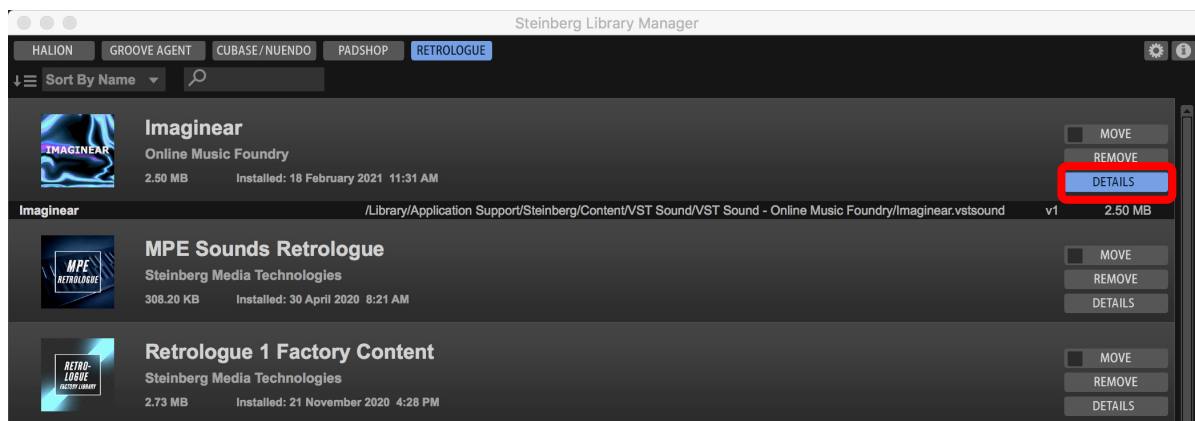 Steinberg Library Manager
HALION GROOVE AGENT CUBASE/NUENDO PADSHOP RETROLOGUE
Sort By Name
IMAGINEAR
Imaginear
Online Music Foundry
2.50 MB Installed: 18 February 2021 11:31 AM
MOVE
REMOVE
DETAILS
Imaginear /Library/Application Support/Steinberg/Content/VST Sound/VST Sound - Online Music Foundry/Imaginear.vstsound v1 2.50 MB
MPE
RETROLOGUE
MPE Sounds Retrologue
Steinberg Media Technologies
308.20 KB Installed: 30 April 2020 8:21 AM
MOVE
REMOVE
DETAILS
RETRO-
LOGUE
FACTORY LIBRARY
Retrologue 1 Factory Content
Steinberg Media Technologies
2.73 MB Installed: 21 November 2020 4:28 PM
MOVE
REMOVE
DETAILS